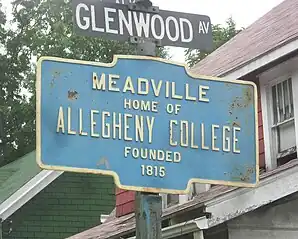 GLENWOOD AV
MEADVILLE
HOME OF
ALLEGHENY COLLEGE
FOUNDED
1815